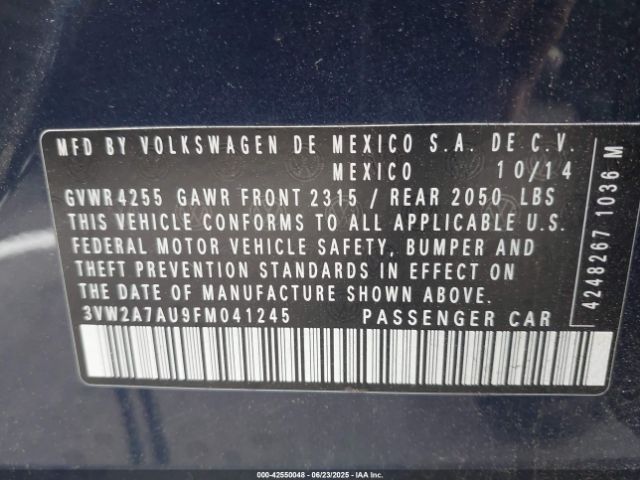 MFD BY VOLKSWAGEN DE MEXICO S.A. DE C.V.
MEXICO 10/14
GVWR 4255 GAWR FRONT 2315 / REAR 2050 LBS
THIS VEHICLE CONFORMS TO ALL APPLICABLE U.S.
FEDERAL MOTOR VEHICLE SAFETY, BUMPER AND
THEFT PREVENTION STANDARDS IN EFFECT ON
THE DATE OF MANUFACTURE SHOWN ABOVE.
3VW2A7AU9FM041245 PASSENGER CAR
4248267 1036 M
000-42550048 - 06/23/2025 - IAA Inc.